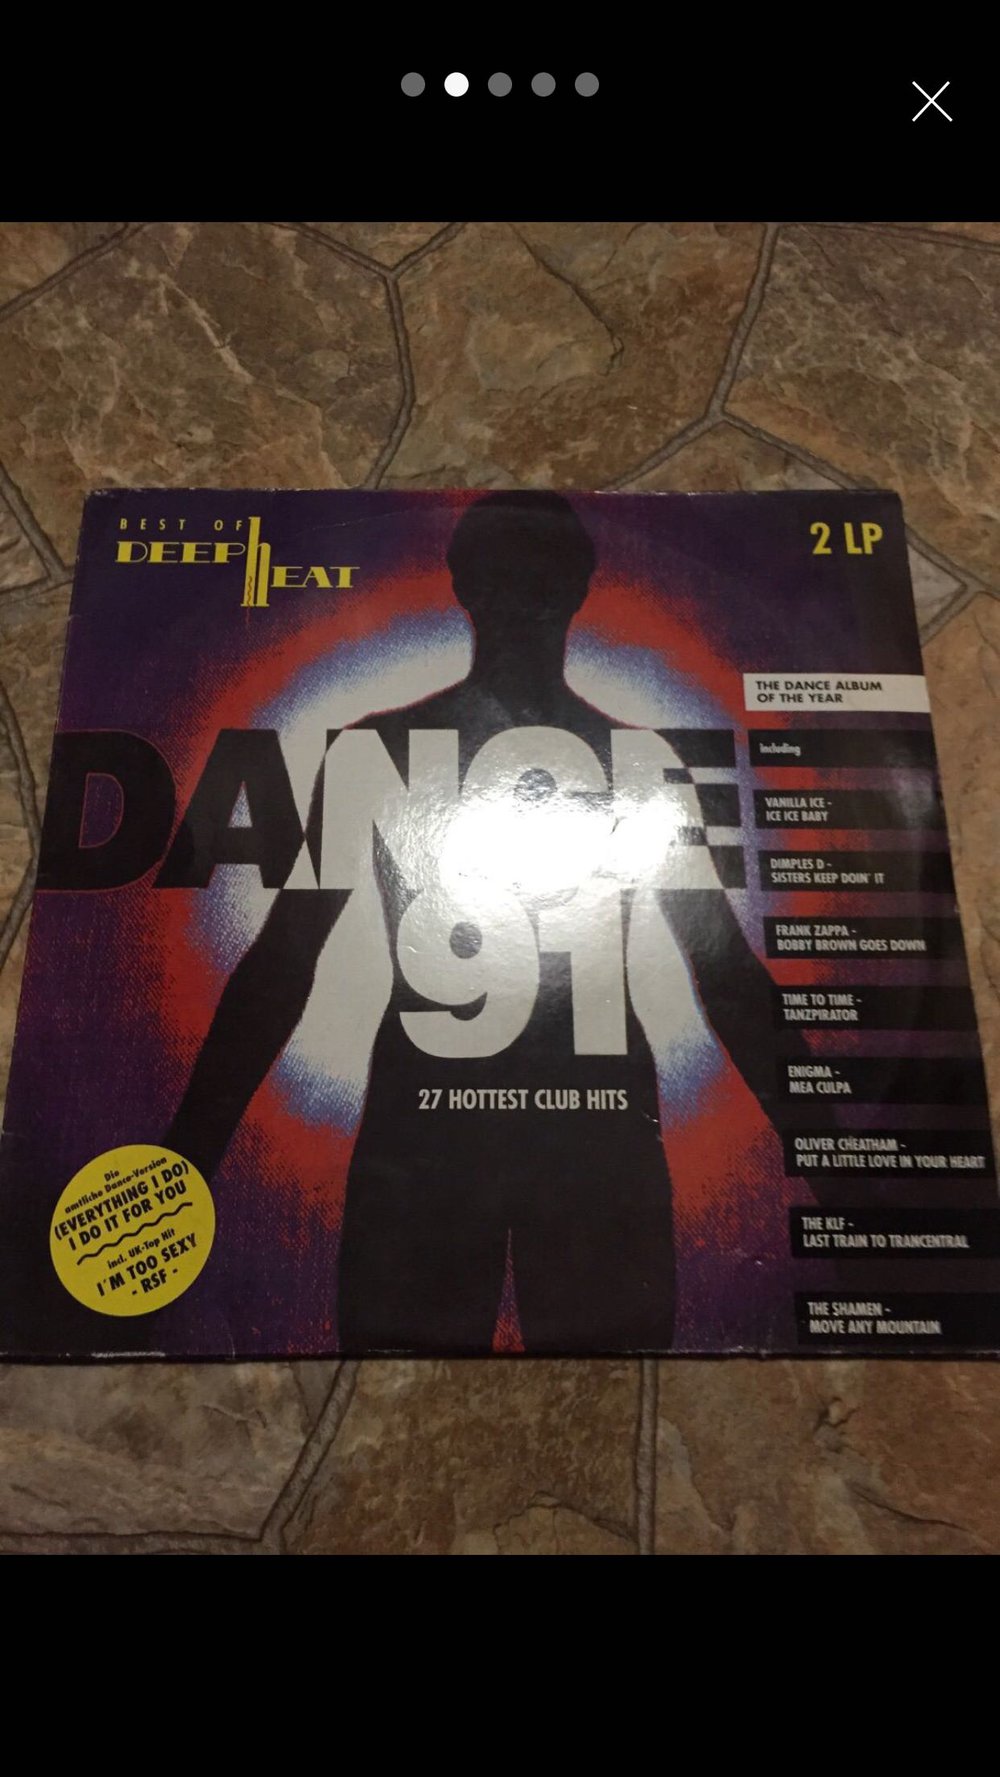 BEST OF
DEEP hEAT
2 LP
THE DANCE ALBUM
OF THE YEAR
DANCE
91
27 HOTTEST CLUB HITS
including
VANILLA ICE -
ICE ICE BABY
DIMPLES D -
SISTERS KEEP DOIN' IT
FRANK ZAPPA -
BOBBY BROWN GOES DOWN
TIME TO TIME -
TANZPIRATOR
ENIGMA -
MEA CULPA
OLIVER CHEATHAM -
PUT A LITTLE LOVE IN YOUR HEART
THE KLF -
LAST TRAIN TO TRANCENTRAL
THE SHAMEN -
MOVE ANY MOUNTAIN
Die
amtliche Dance-Version
(EVERYTHING I DO)
I DO IT FOR YOU
incl. UK-Top Hit
I'M TOO SEXY
- RSF -